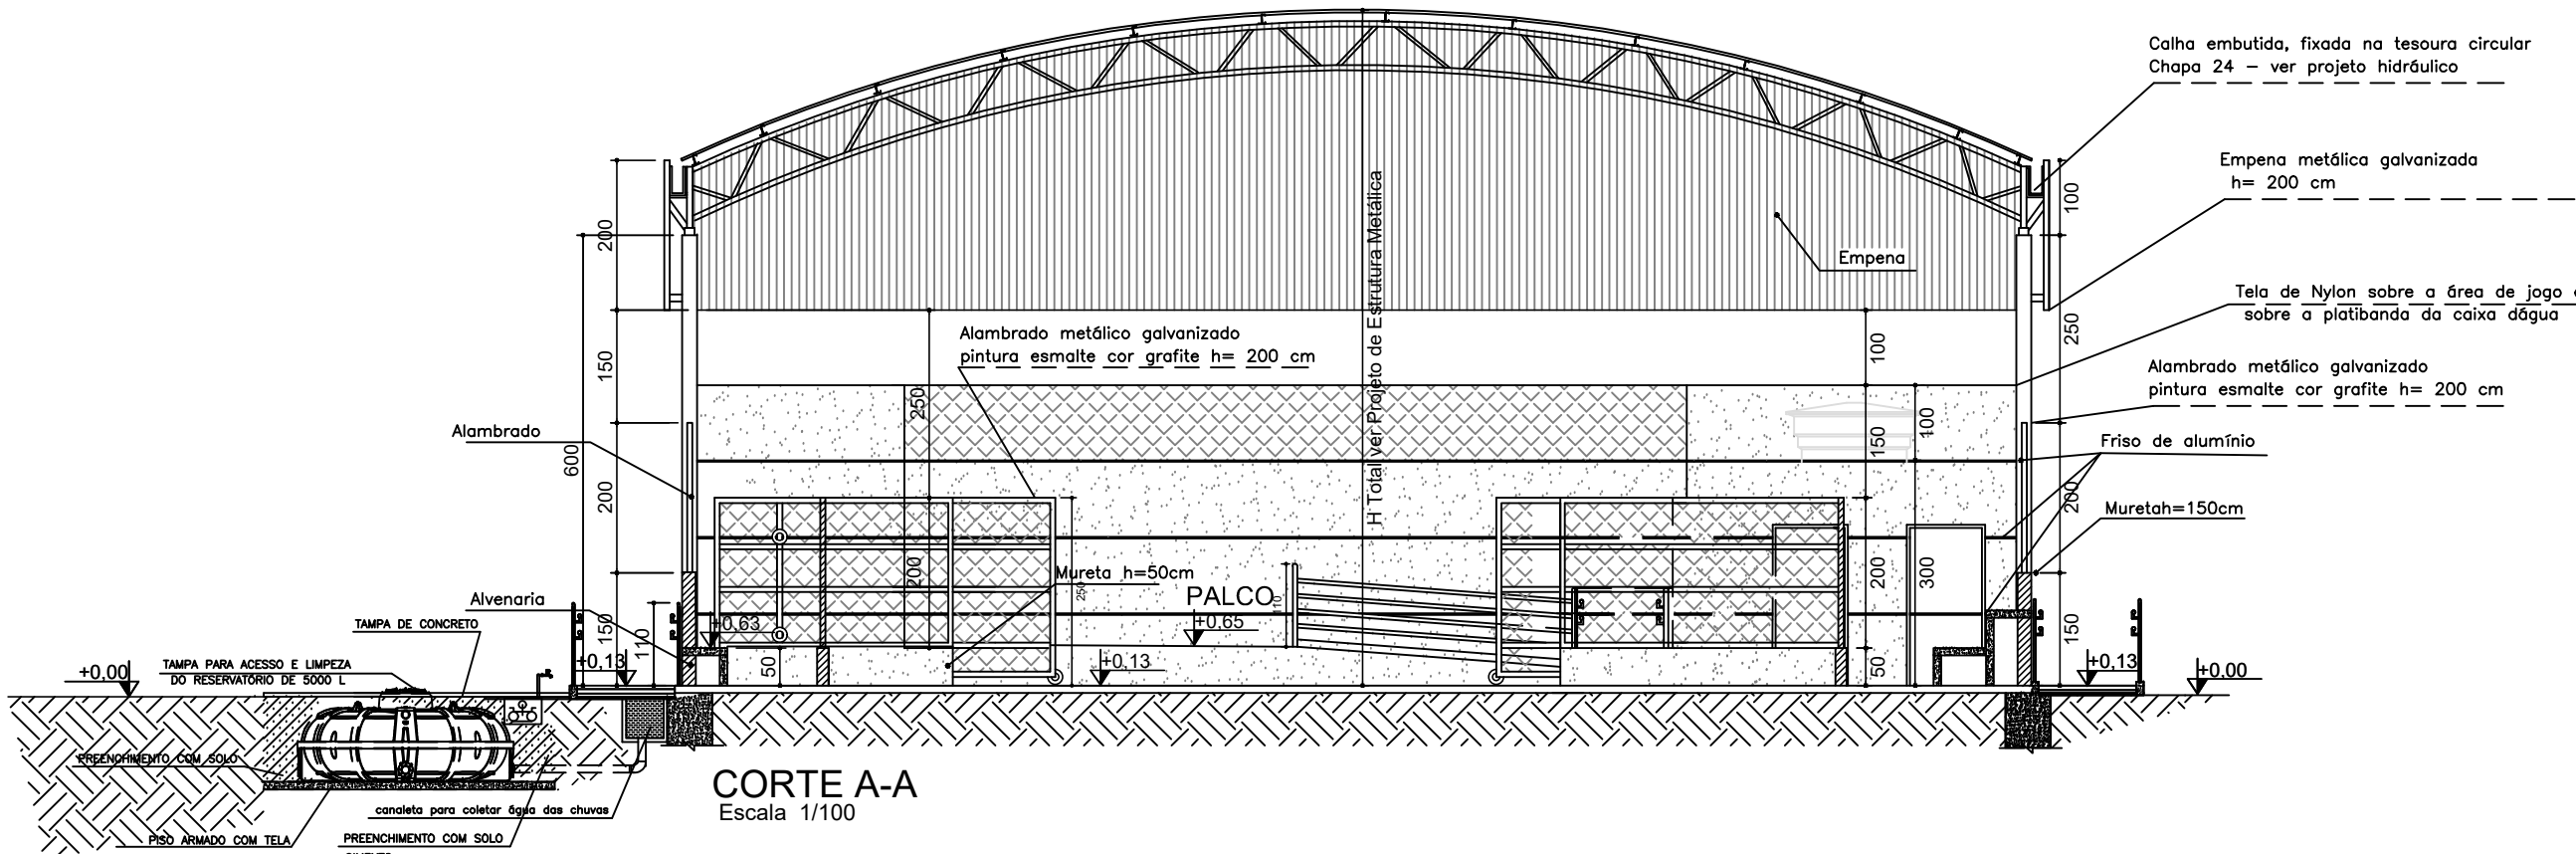 Calha embutida, fixada na tesoura circular
Chapa 24 – ver projeto hidráulico
Empena metálica galvanizada
h= 200 cm
100
200
H Total ver Projeto de Estrutura Metálica
Empena
Tela de Nylon sobre a área de jogo
sobre a platibanda da caixa dágua
250
Alambrado metálico galvanizado
pintura esmalte cor grafite h= 200 cm
150
100
Alambrado metálico galvanizado
pintura esmalte cor grafite h= 200 cm
250
Alambrado
600
150
100
Friso de alumínio
200
200
Muretah=150cm
200
Mureta h=50cm
250
200
300
Alvenaria
PALCO
110
150
110
+0,63
+0,65
150
TAMPA DE CONCRETO
TAMPA PARA ACESSO E LIMPEZA
DO RESERVATÓRIO DE 5000 L
+0,00
+0,13
50
+0,13
50
+0,13
+0,00
PREENCHIMENTO COM SOLO
CORTE A-A
Escala 1/100
canaleta para coletar água das chuvas
PISO ARMADO COM TELA
PREENCHIMENTO COM SOLO